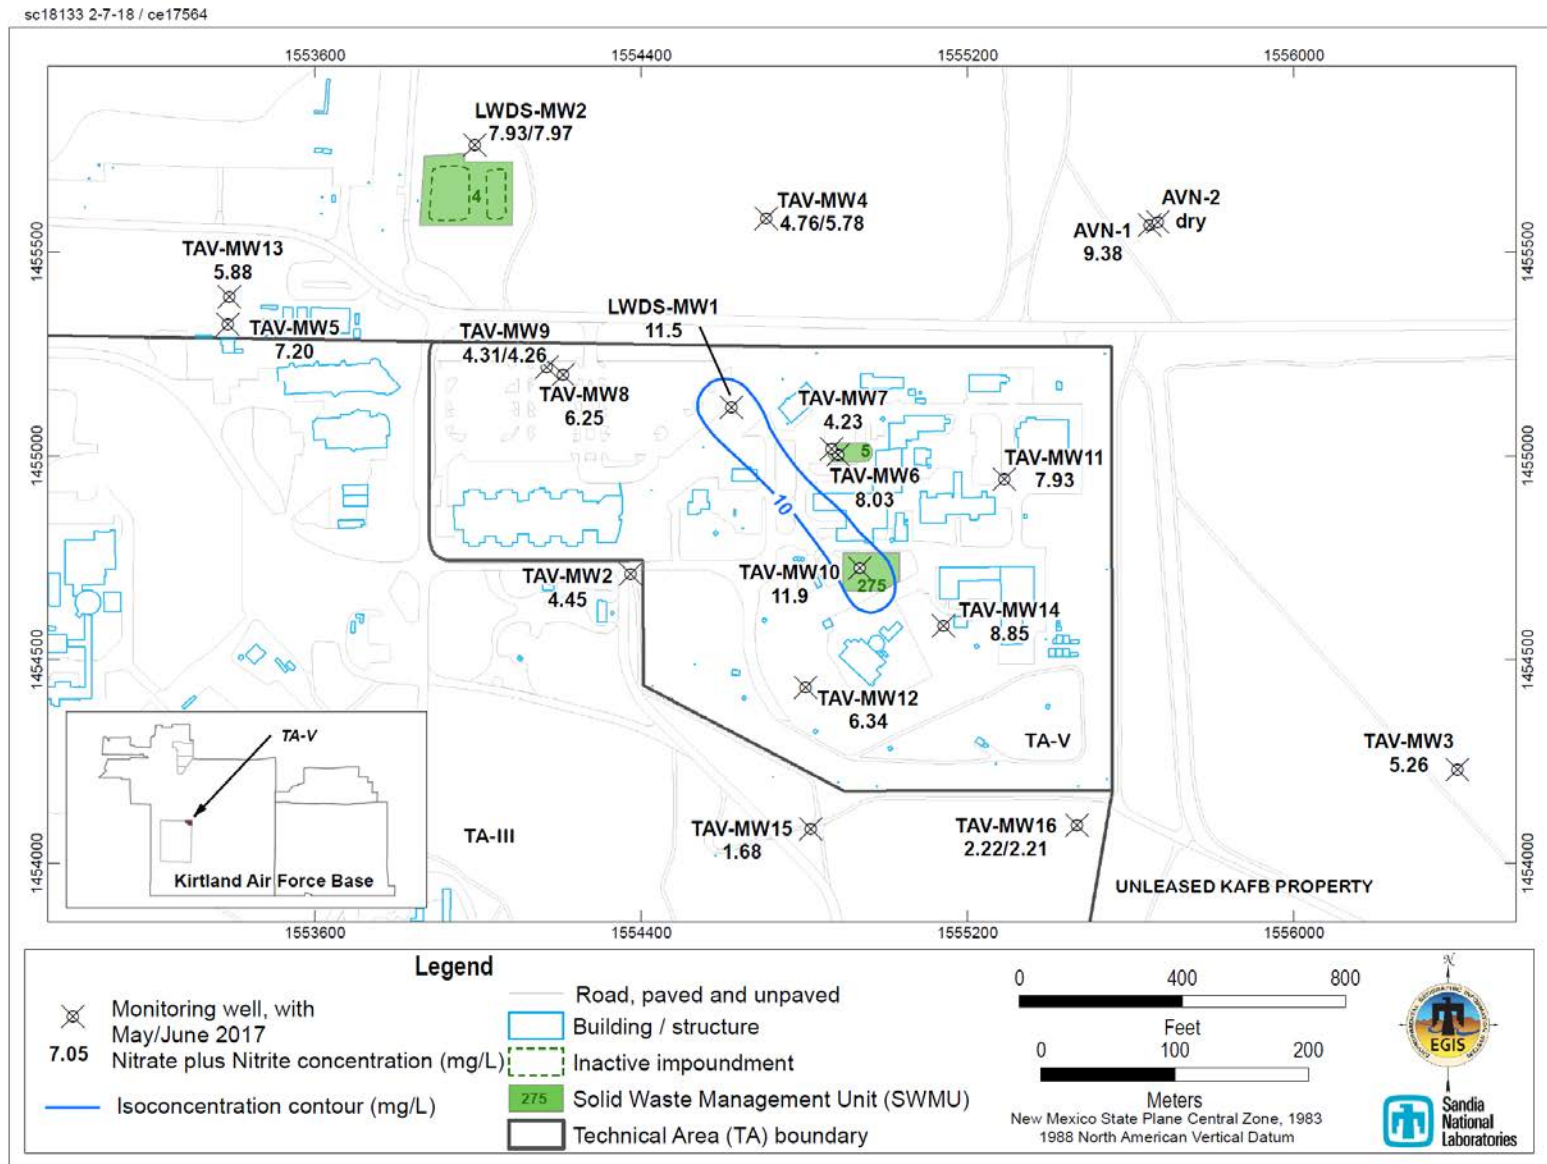 sc18133 2-7-18 / ce17564
1553600
1554400
1555200
1556000
LWDS-MW2
7.93/7.97
4
TAV-MW4
4.76/5.78
AVN-2
dry
AVN-1
9.38
1455500
1455500
TAV-MW13
5.88
LWDS-MW1
11.5
TAV-MW5
7.20
TAV-MW9
4.31/4.26
TAV-MW8
6.25
TAV-MW7
4.23
5
TAV-MW6
8.03
TAV-MW11
7.93
1455000
1455000
10
TAV-MW2
4.45
TAV-MW10
11.9
275
TAV-MW14
8.85
1454500
1454500
TAV-MW12
6.34
TA-V
TAV-MW3
5.26
TA-V
Kirtland Air Force Base
TA-III
TAV-MW15
1.68
TAV-MW16
2.22/2.21
1454000
1454000
UNLEASED KAFB PROPERTY
1553600
1554400
1555200
1556000
Legend
Monitoring well, with
May/June 2017
7.05
Nitrate plus Nitrite concentration (mg/L)
Isoconcentration contour (mg/L)
Road, paved and unpaved
Building / structure
Inactive impoundment
275
Solid Waste Management Unit (SWMU)
Technical Area (TA) boundary
0 400 800
Feet
0 100 200
Meters
New Mexico State Plane Central Zone, 1983
1988 North American Vertical Datum
N
EGIS
Sandia
National
Laboratories